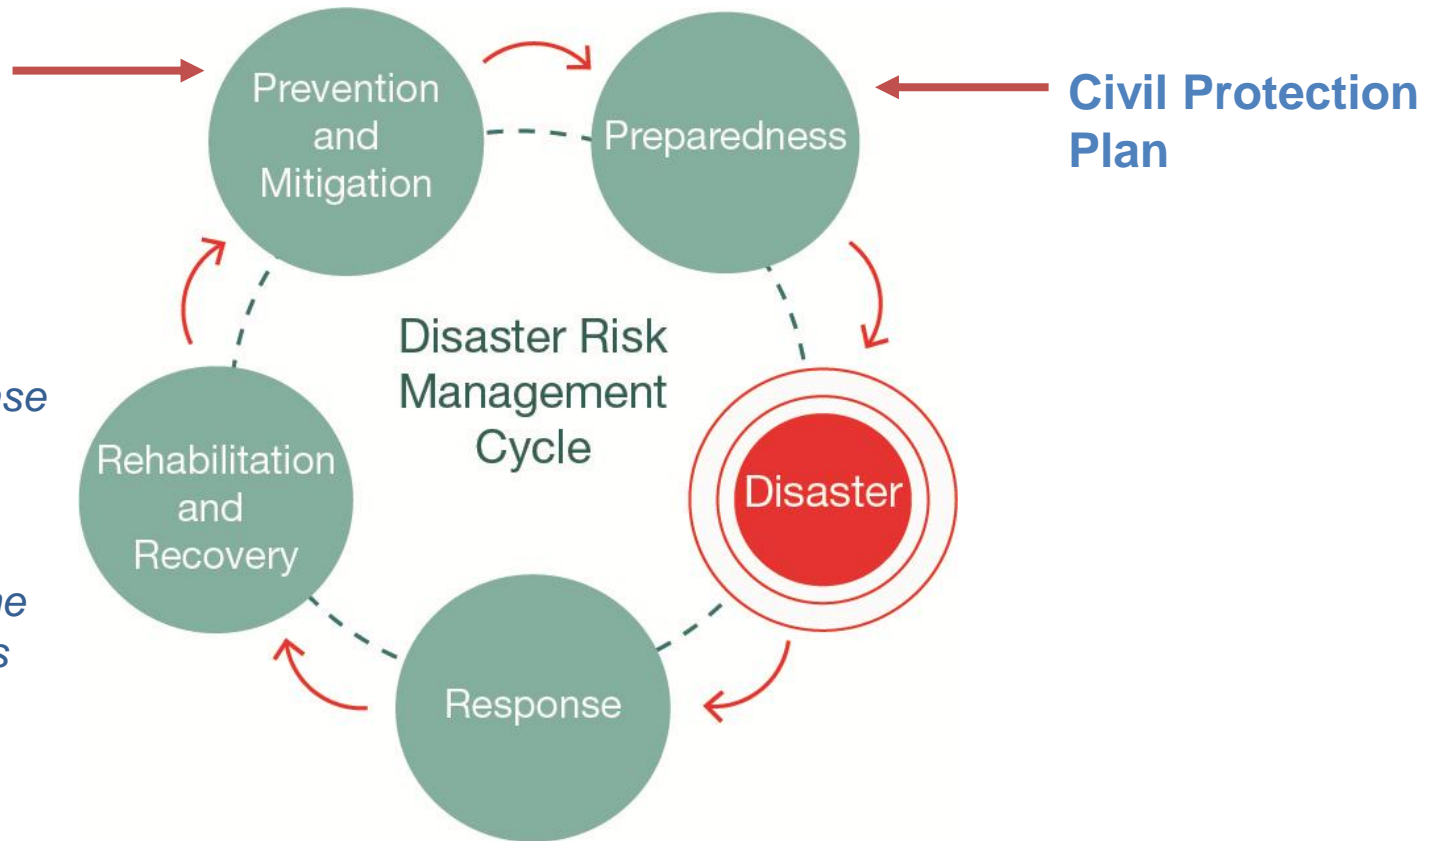 Prevention
and
Mitigation
Preparedness
Civil Protection
Plan
Disaster Risk
Management
Cycle
Rehabilitation
and
Recovery
Disaster
Response